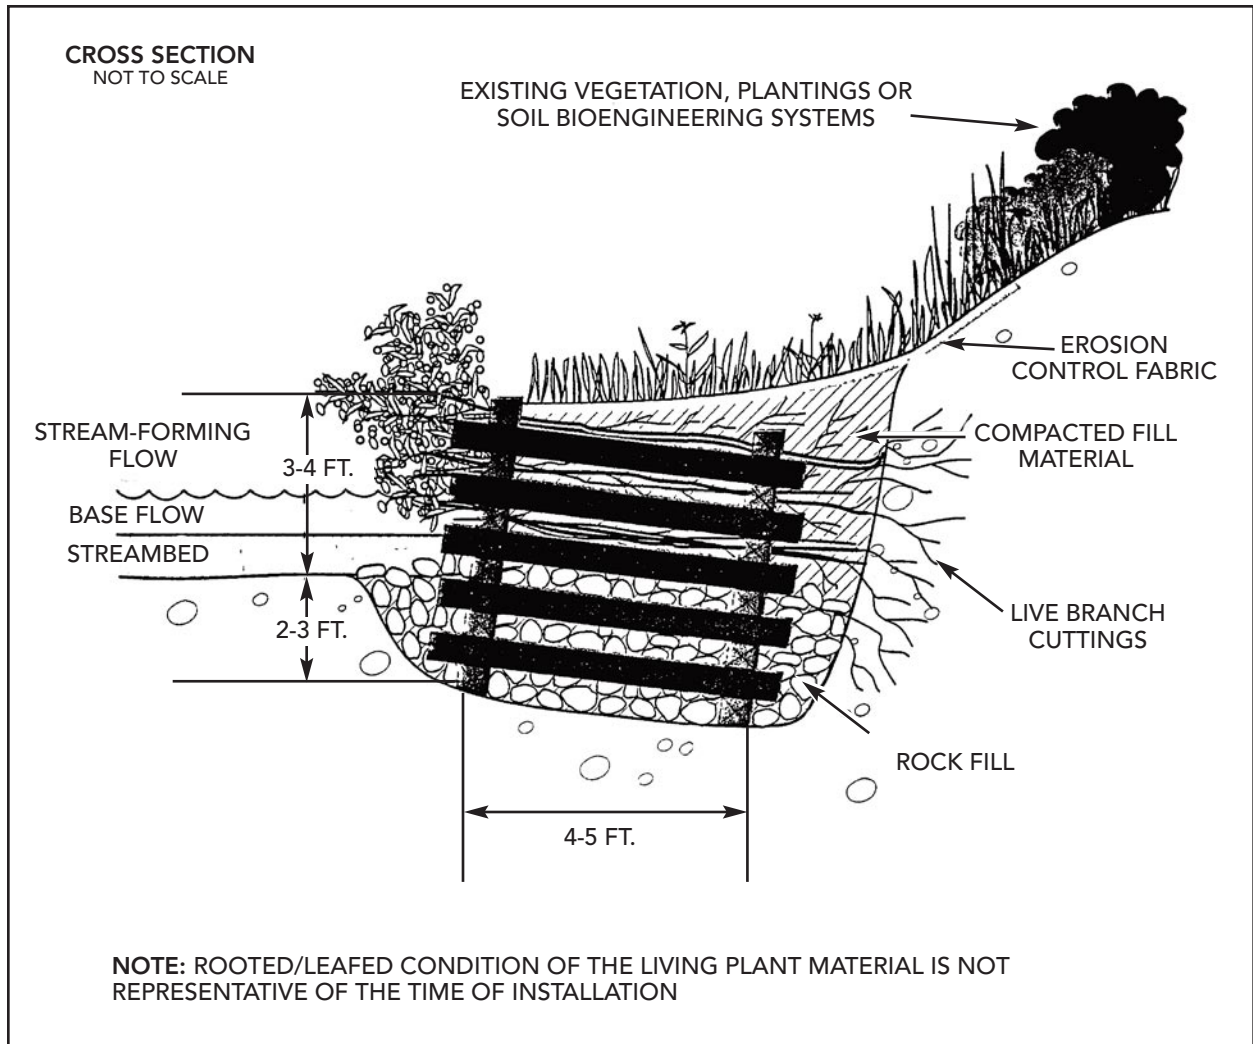 CROSS SECTION
NOT TO SCALE
EXISTING VEGETATION, PLANTINGS OR
SOIL BIOENGINEERING SYSTEMS
EROSION
CONTROL FABRIC
STREAM-FORMING
FLOW
3-4 FT.
COMPACTED FILL
MATERIAL
BASE FLOW
STREAMBED
2-3 FT.
LIVE BRANCH
CUTTINGS
ROCK FILL
4-5 FT.
NOTE: ROOTED/LEAFED CONDITION OF THE LIVING PLANT MATERIAL IS NOT
REPRESENTATIVE OF THE TIME OF INSTALLATION